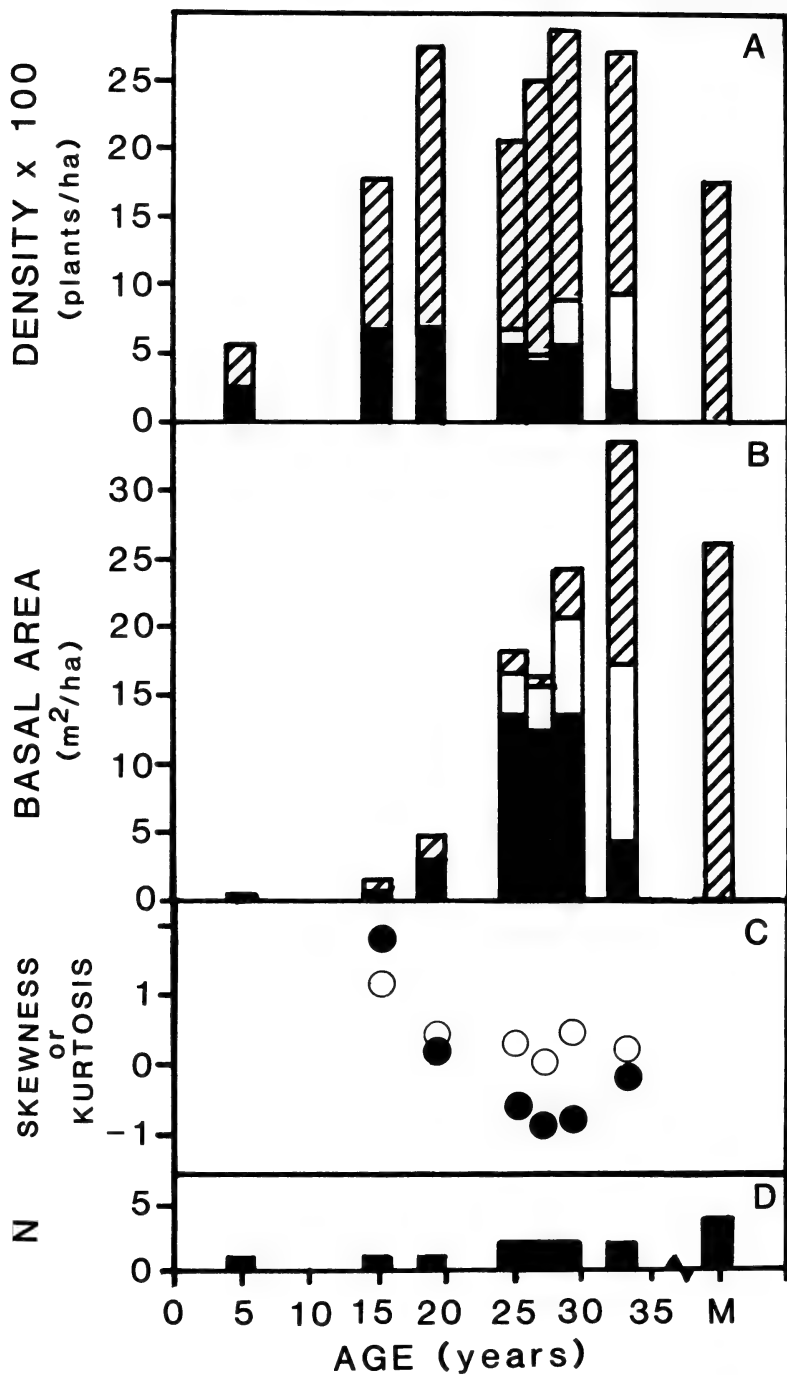 A
DENSITY x 100
(plants/ha)
25
20
15
10
5
0
B
BASAL AREA
(m²/ha)
30
25
20
15
10
5
0
C
SKEWNESS
or
KURTOSIS
1
0
-1
D
N
5
0
0 5 10 15 20 25 30 35 M
AGE (years)